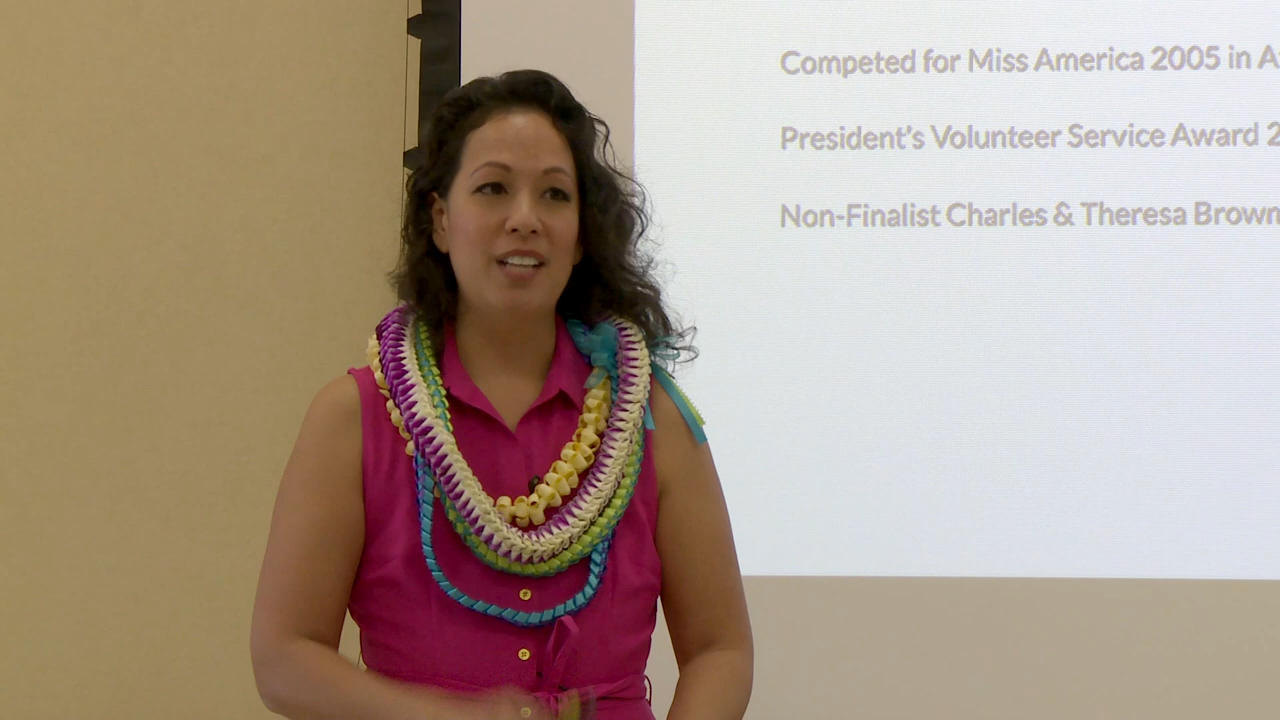 Competed for Miss America 2005 in
President's Volunteer Service Award
Non-Finalist Charles & Theresa Brown